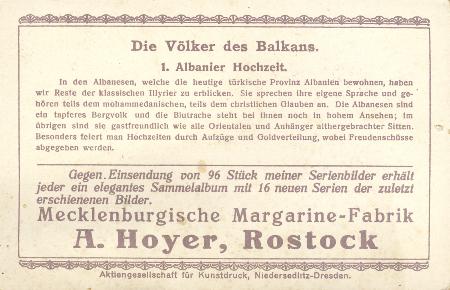 Die Völker des Balkans.
1. Albanier Hochzeit.
In den Albanesen, welche die heutige türkische Provinz Albanien bewohnen, haben
wir Reste der klassischen Illyrier zu erblicken. Sie sprechen ihre eigene Sprache und ge-
hören teils dem mohammedanischen, teils dem christlichen Glauben an. Die Albanesen sind
ein tapferes Bergvolk und die Blutrache steht bei ihnen noch in hohem Ansehen; im
übrigen sind sie gastfreundlich wie alle Orientalen und Anhänger althergebrachter Sitten.
Besonders feiert man Hochzeiten durch Aufzüge und Goldverteilung, wobei Freudenschüsse
abgegeben werden.
Gegen Einsendung von 96 Stück meiner Serienbilder erhält
jeder ein elegantes Sammelalbum mit 16 neuen Serien der zuletzt
erschienenen Bilder.
Mecklenburgische Margarine-Fabrik
A. Hoyer, Rostock
Aktiengesellschaft für Kunstdruck, Niedersedlitz-Dresden.